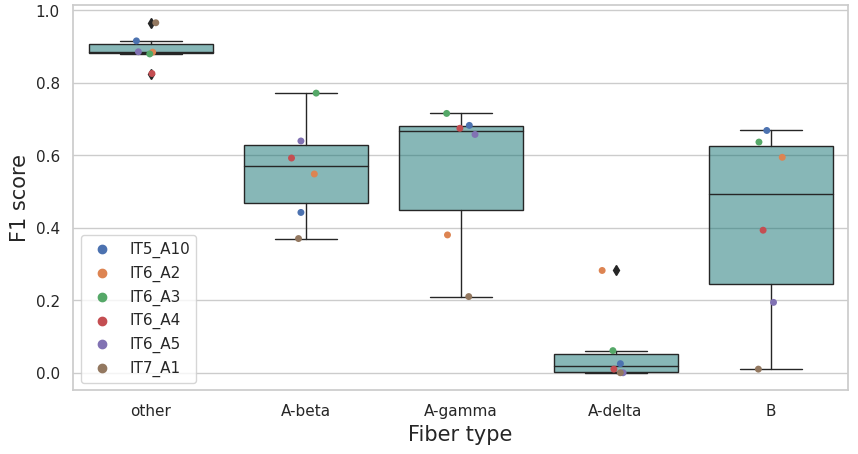 1.0
0.8
0.6
0.4
0.2
0.0
F1 score
IT5_A10
IT6_A2
IT6_A3
IT6_A4
IT6_A5
IT7_A1
other A-beta A-gamma A-delta B
Fiber type